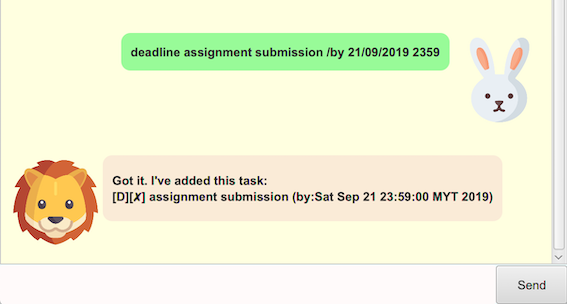 deadline assignment submission /by 21/09/2019 2359
Got it. I've added this task:
[D][✗] assignment submission (by:Sat Sep 21 23:59:00 MYT 2019)
Send